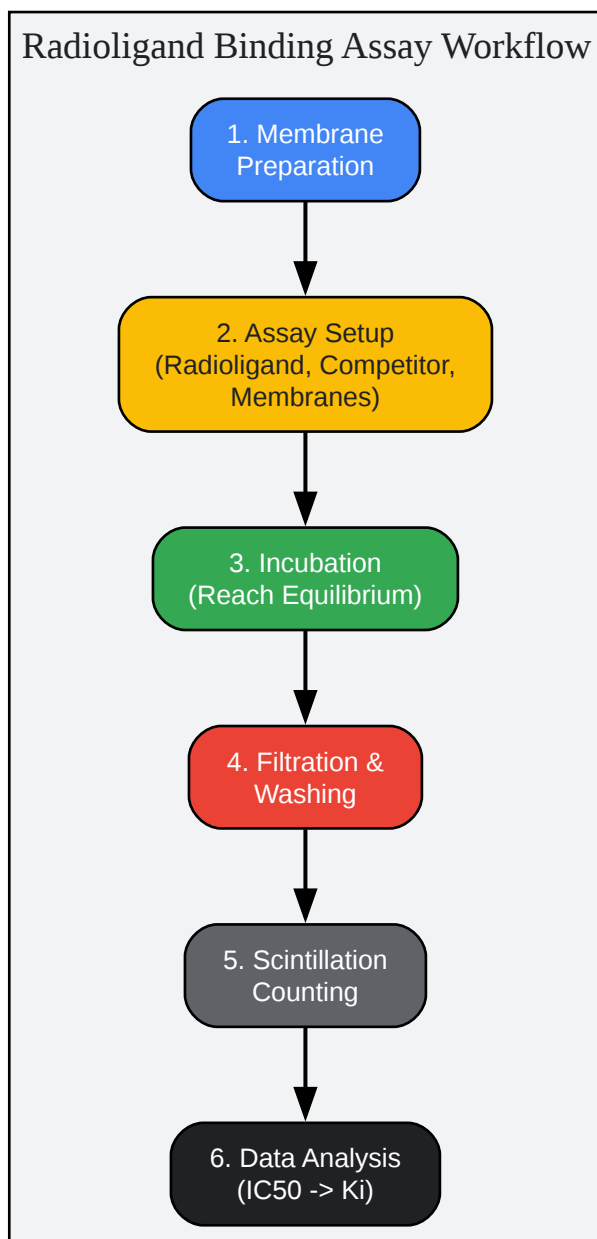 Radioligand Binding Assay Workflow
1. Membrane
Preparation
2. Assay Setup
(Radioligand, Competitor,
Membranes)
3. Incubation
(Reach Equilibrium)
4. Filtration &
Washing
5. Scintillation
Counting
6. Data Analysis
(IC50 -> Ki)